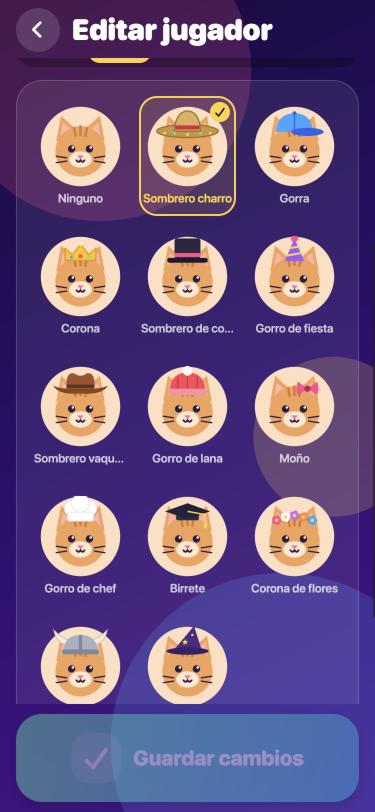 Editar jugador
Ninguno
Sombrero charro
Gorra
Corona
Sombrero de co...
Gorro de fiesta
Sombrero vaqu...
Gorro de lana
Moño
Gorro de chef
Birrete
Corona de flores
Guardar cambios